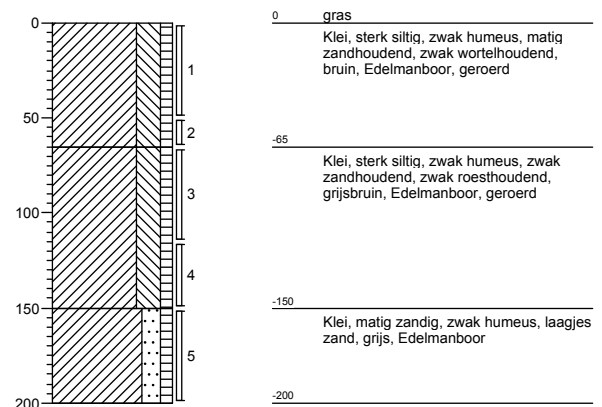 0
50
100
150
200
1
2
3
4
5
0 gras
Klei, sterk siltig, zwak humeus, matig
zandhoudend, zwak wortelhoudend,
bruin, Edelmanboor, geroerd
-65
Klei, sterk siltig, zwak humeus, zwak
zandhoudend, zwak roesthoudend,
grijsbruin, Edelmanboor, geroerd
-150
Klei, matig zandig, zwak humeus, laagjes
zand, grijs, Edelmanboor
-200